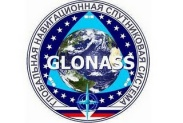 ГЛОБАЛЬНАЯ НАВИГАЦИОННАЯ СПУТНИКОВАЯ СИСТЕМА
GLONASS